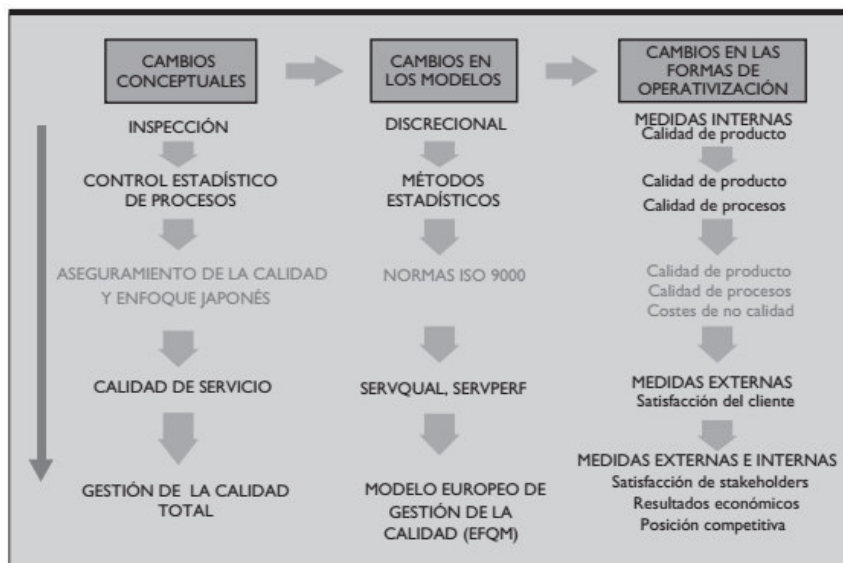 CAMBIOS
CONCEPTUALES
INSPECCIÓN
CONTROL ESTADÍSTICO
DE PROCESOS
ASEGURAMIENTO DE LA CALIDAD
Y ENFOQUE JAPONÉS
CALIDAD DE SERVICIO
GESTIÓN DE LA CALIDAD
TOTAL
CAMBIOS EN
LOS MODELOS
DISCRECIONAL
MÉTODOS
ESTADÍSTICOS
NORMAS ISO 9000
SERVQUAL, SERVPERF
MODELO EUROPEO DE
GESTIÓN DE LA
CALIDAD (EFQM)
CAMBIOS EN LAS
FORMAS DE
OPERATIVIZACIÓN
MEDIDAS INTERNAS
Calidad de producto
Calidad de producto
Calidad de procesos
Calidad de producto
Calidad de procesos
Costes de no calidad
MEDIDAS EXTERNAS
Satisfacción del cliente
MEDIDAS EXTERNAS E INTERNAS
Satisfacción de stakeholders
Resultados económicos
Posición competitiva